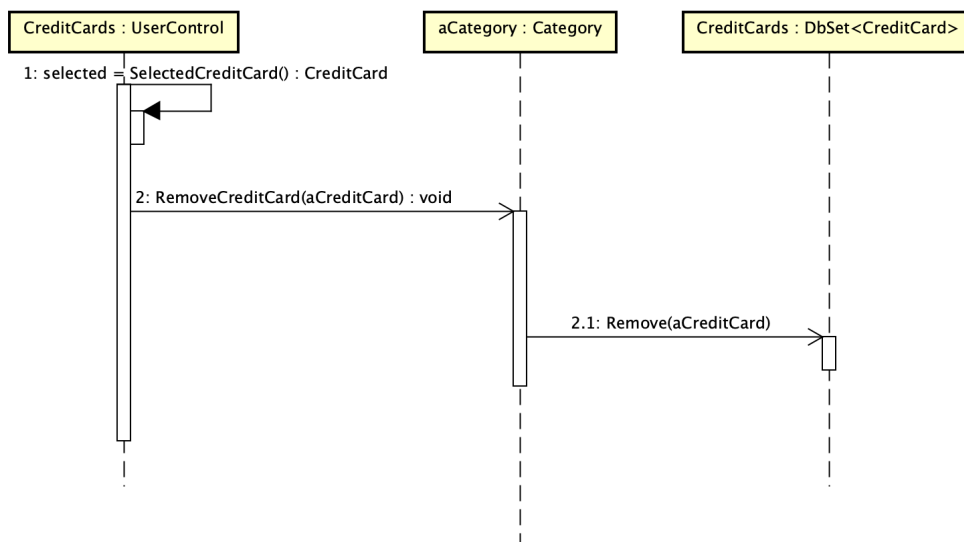 CreditCards : UserControl
aCategory : Category
CreditCards : DbSet<CreditCard>
1: selected = SelectedCreditCard() : CreditCard
2: RemoveCreditCard(aCreditCard) : void
2.1: Remove(aCreditCard)